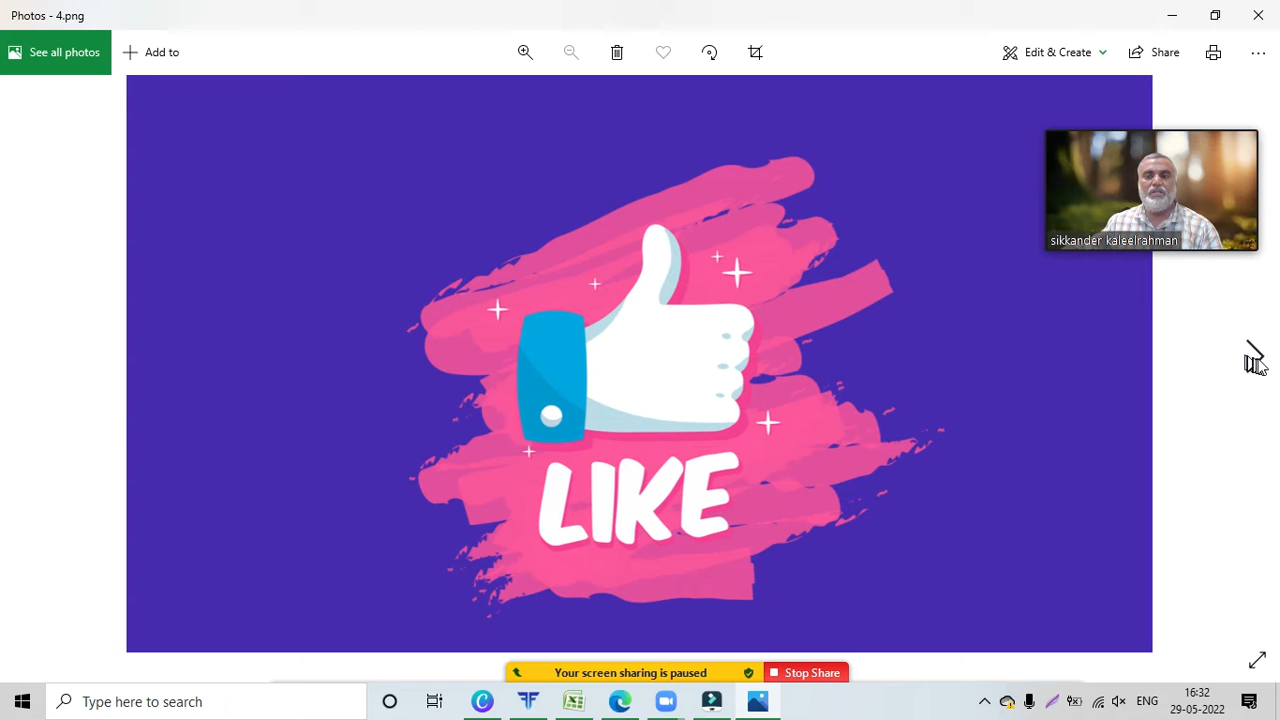 Photos - 4.png
See all photos
Add to
Edit & Create
Share
sikkander kaleelrahman
LIKE
Your screen sharing is paused
Stop Share
Type here to search
ENG
16:32
29-05-2022